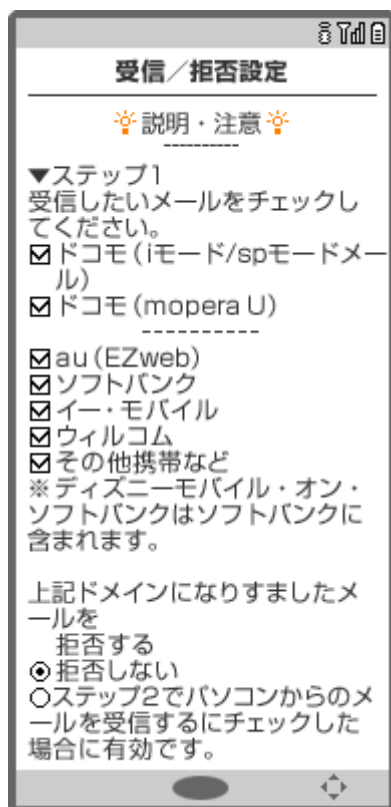 受信／拒否設定
説明・注意
▼ステップ1
受信したいメールをチェックし
てください。
ドコモ(iモード/spモードメー
ル)
ドコモ(mopera U)
au(EZweb)
ソフトバンク
イー・モバイル
ウィルコム
その他携帯など
※ディズニーモバイル・オン・
ソフトバンクはソフトバンクに
含まれます。
上記ドメインになりすましたメ
ールを
拒否する
拒否しない
○ステップ2でパソコンからのメ
ールを受信するにチェックした
場合に有効です。